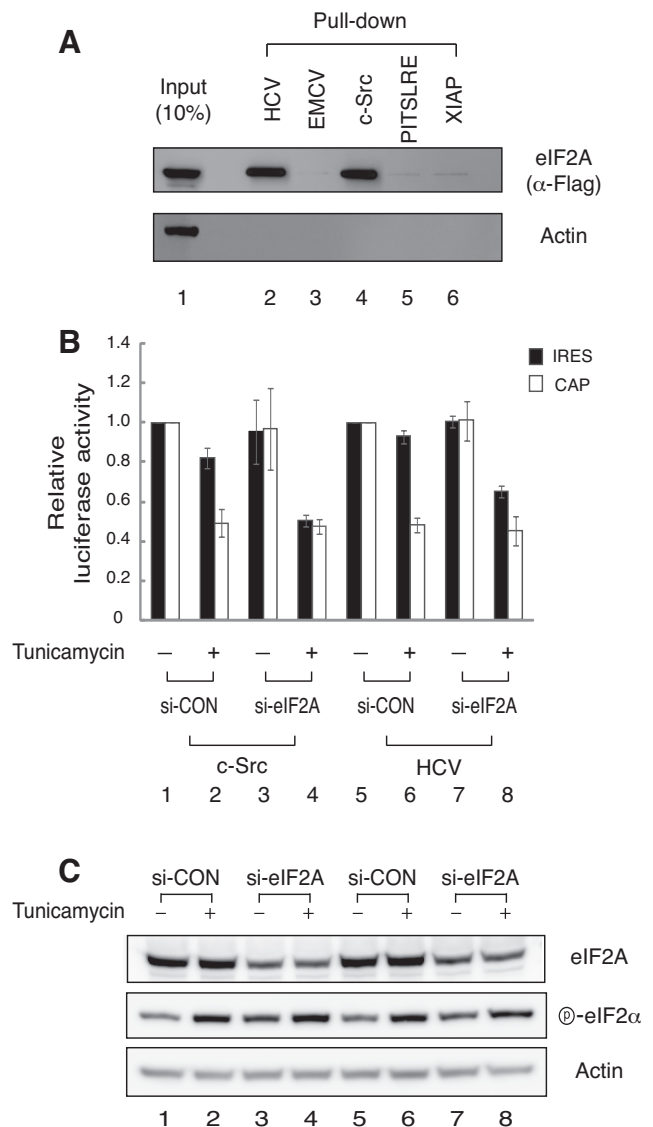 A
Pull-down
Input
(10%)
HCV
EMCV
c-Src
PITSLRE
XIAP
eIF2A
(α-Flag)
Actin
1 2 3 4 5 6
B
1.4
1.2
1.0
0.8
0.6
0.4
0.2
0
Relative
luciferase activity
IRES
CAP
Tunicamycin − + − + − + − +
si-CON si-eIF2A si-CON si-eIF2A
c-Src HCV
1 2 3 4 5 6 7 8
C
si-CON si-eIF2A si-CON si-eIF2A
Tunicamycin − + − + − + − +
eIF2A
ⓟ-eIF2α
Actin
1 2 3 4 5 6 7 8